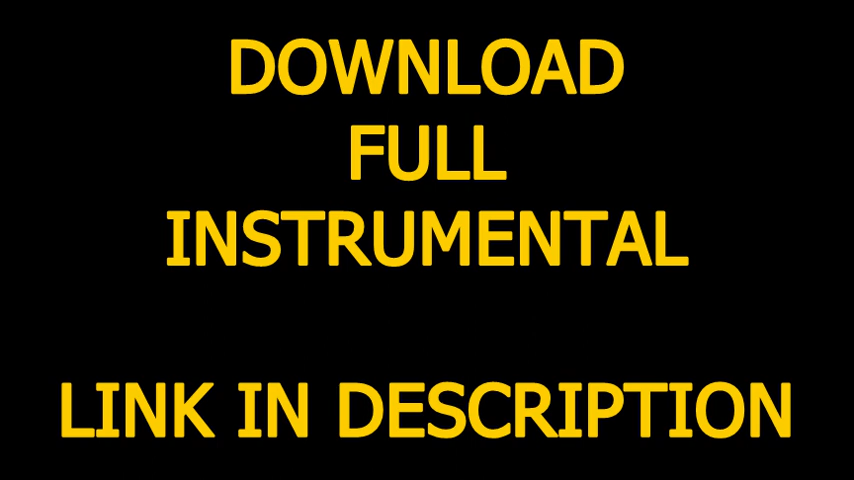 DOWNLOAD
FULL
INSTRUMENTAL
LINK IN DESCRIPTION